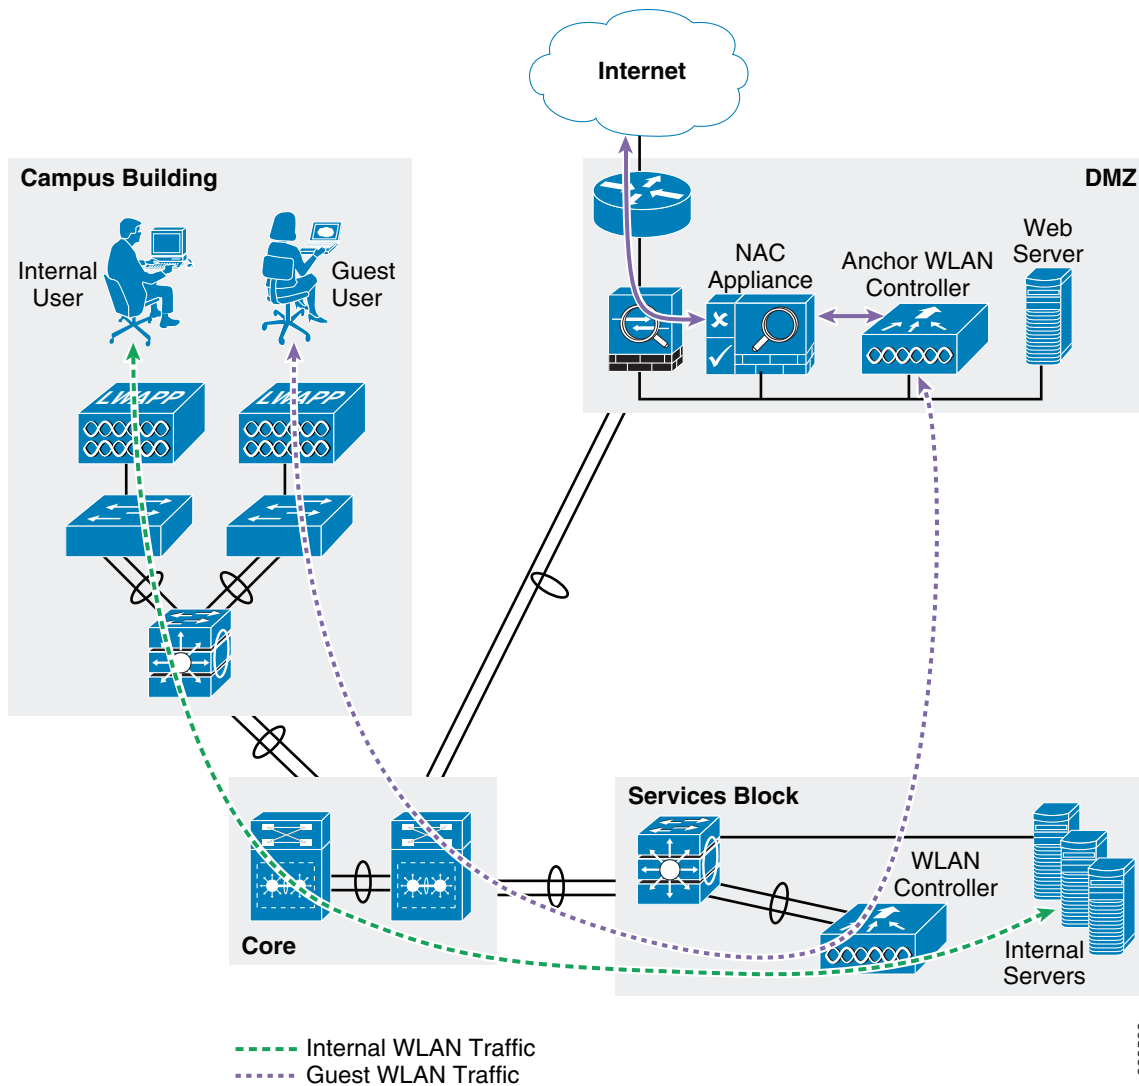 Internet
Campus Building
DMZ
Internal
User
Guest
User
NAC
Appliance
Anchor WLAN
Controller
Web
Server
LWAPP
LWAPP
Services Block
WLAN
Controller
Core
Internal
Servers
Internal WLAN Traffic
Guest WLAN Traffic